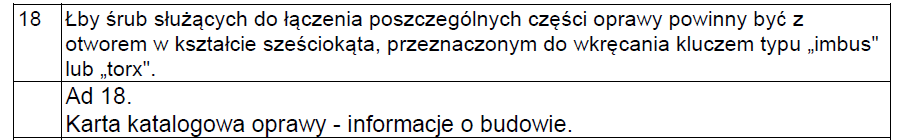 18 Łby śrub służących do łączenia poszczególnych części oprawy powinny być z
otworem w kształcie sześciokąta, przeznaczonym do wkręcania kluczem typu „imbus"
lub „torx".
Ad 18.
Karta katalogowa oprawy - informacje o budowie.